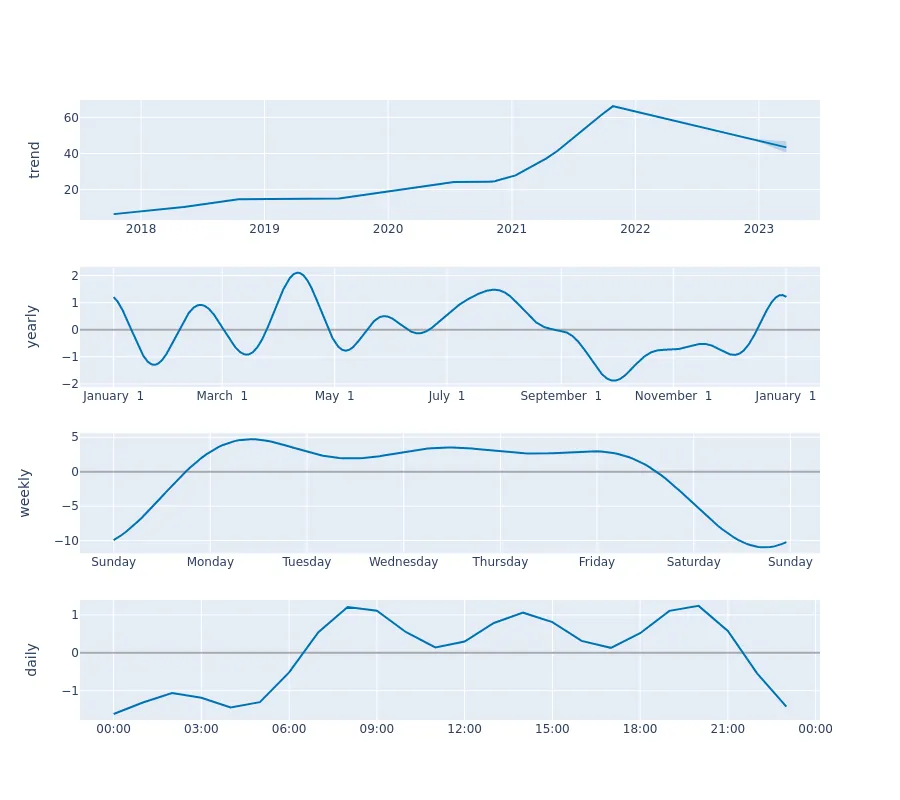 trend
60
40
20
2018 2019 2020 2021 2022 2023
yearly
2
1
0
−1
−2
January 1 March 1 May 1 July 1 September 1 November 1 January 1
weekly
5
0
−5
−10
Sunday Monday Tuesday Wednesday Thursday Friday Saturday Sunday
daily
1
0
−1
00:00 03:00 06:00 09:00 12:00 15:00 18:00 21:00 00:00